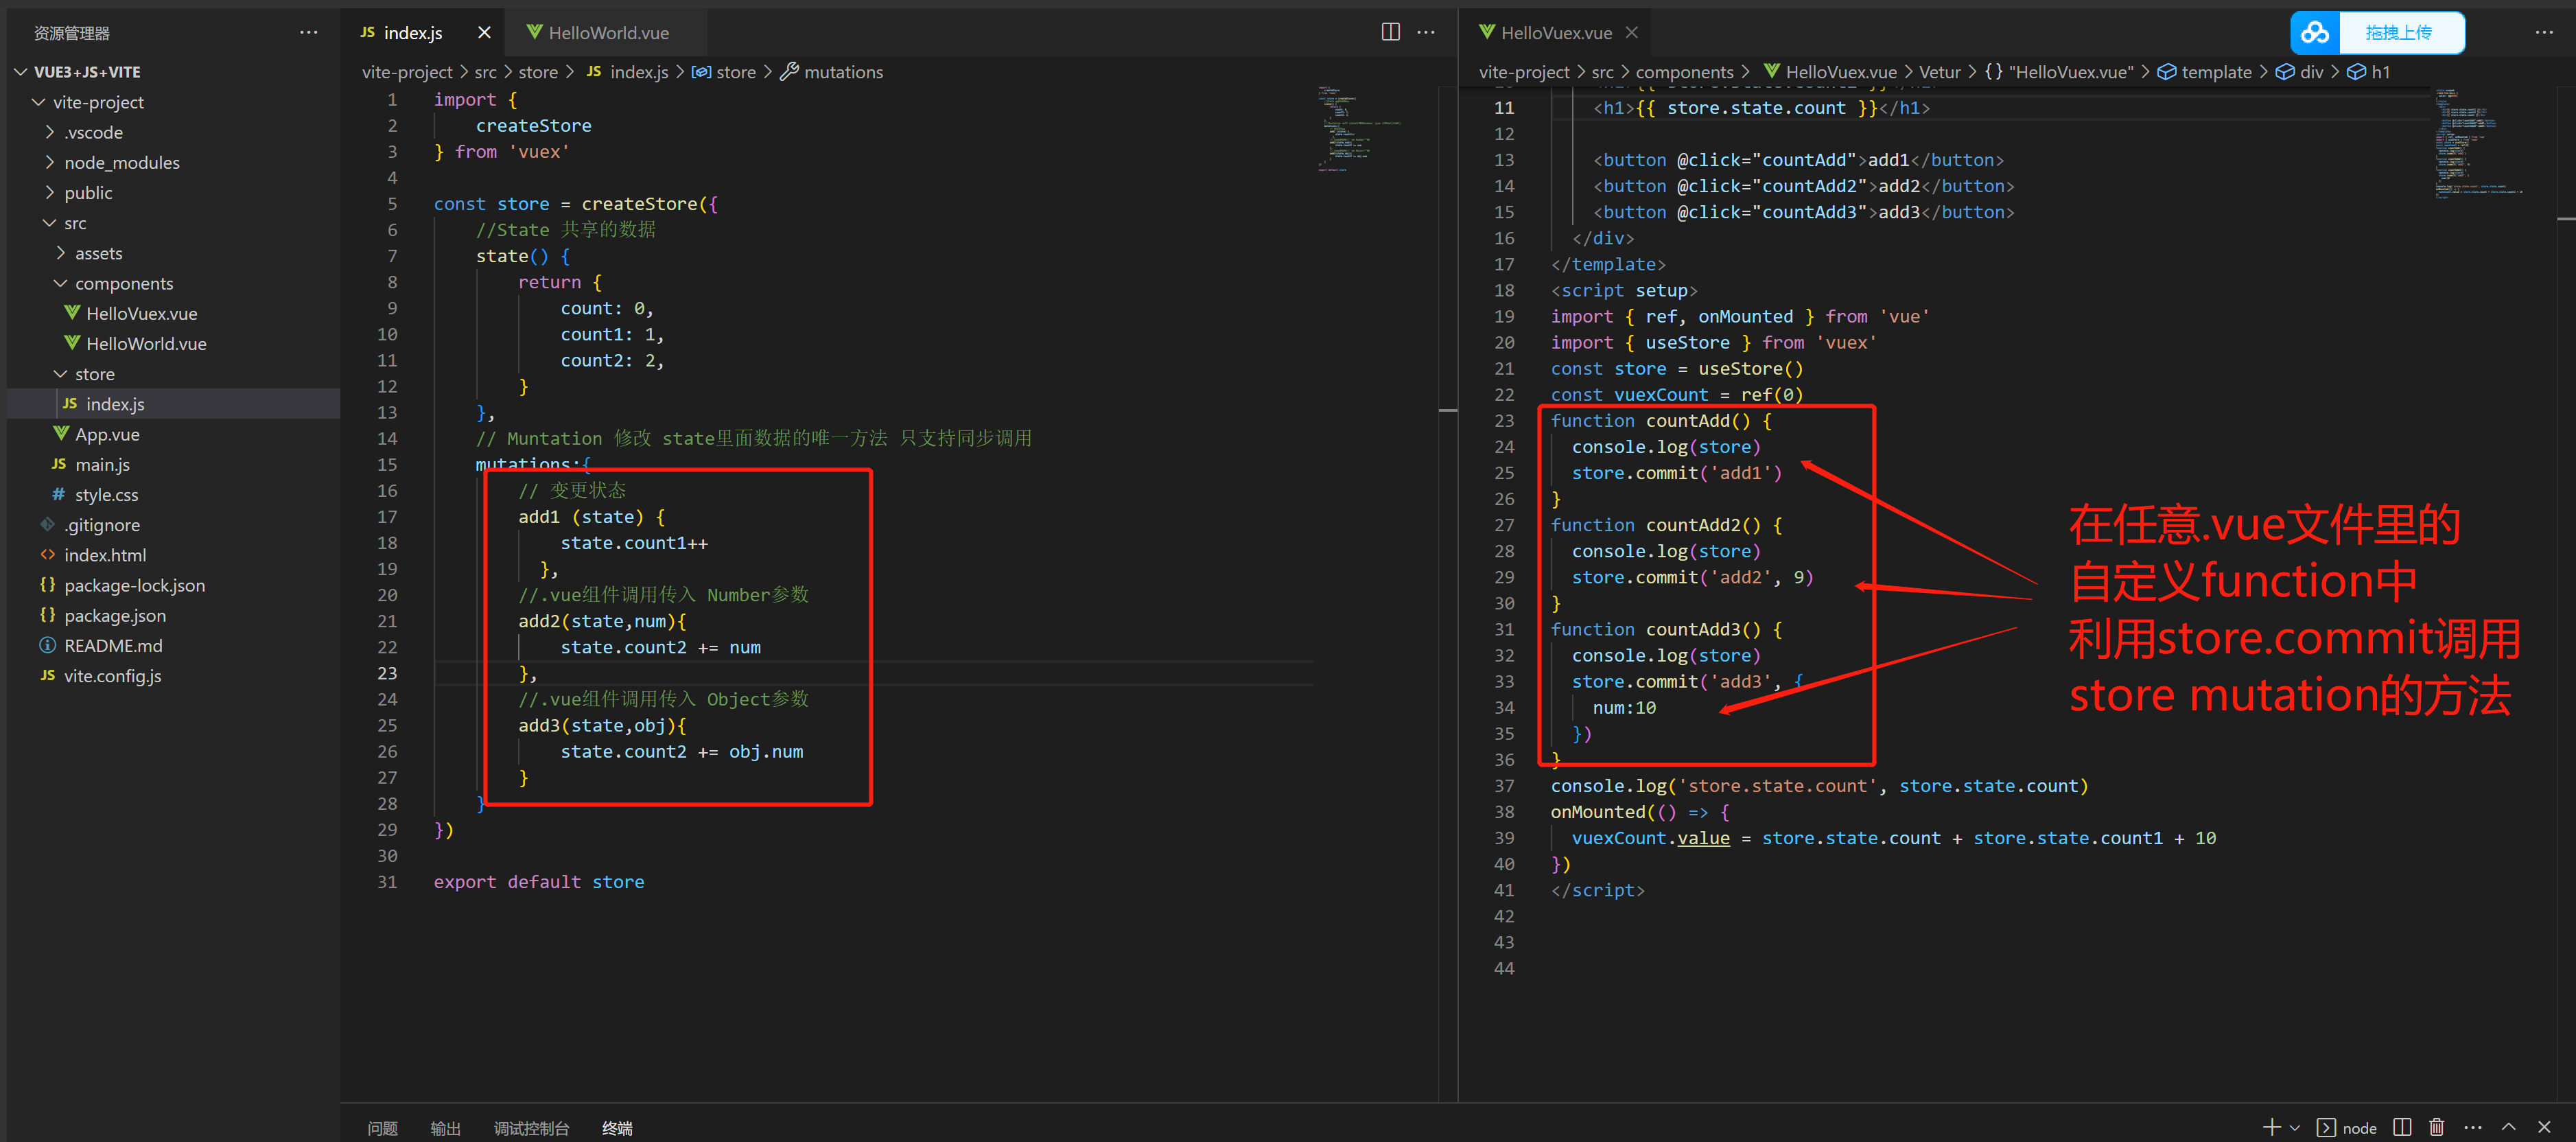 资源管理器
VUE3+JS+VITE
vite-project
.vscode
node_modules
public
src
assets
components
HelloVuex.vue
HelloWorld.vue
store
JS index.js
App.vue
JS main.js
# style.css
.gitignore
<> index.html
{} package-lock.json
{} package.json
README.md
JS vite.config.js
JS index.js
HelloWorld.vue
vite-project > src > store > JS index.js > store > mutations
1 import {
2 createStore
3 } from 'vuex'
4
5 const store = createStore({
6 //State 共享的数据
7 state() {
8 return {
9 count: 0,
10 count1: 1,
11 count2: 2,
12 }
13 },
14 // Muntation 修改 state里面数据的唯一方法 只支持同步调用
15 mutations:{
16 // 变更状态
17 add1 (state) {
18 state.count1++
19 },
20 //.vue组件调用传入 Number参数
21 add2(state,num){
22 state.count2 += num
23 },
24 //.vue组件调用传入 Object参数
25 add3(state,obj){
26 state.count2 += obj.num
27 }
28 }
29 })
30
31 export default store
HelloVuex.vue
拖拽上传
vite-project > src > components > HelloVuex.vue > Vetur > {} "HelloVuex.vue" > template > div > h1
11 <h1>{{ store.state.count }}</h1>
12
13 <button @click="countAdd">add1</button>
14 <button @click="countAdd2">add2</button>
15 <button @click="countAdd3">add3</button>
16 </div>
17 </template>
18 <script setup>
19 import { ref, onMounted } from 'vue'
20 import { useStore } from 'vuex'
21 const store = useStore()
22 const vuexCount = ref(0)
23 function countAdd() {
24 console.log(store)
25 store.commit('add1')
26 }
27 function countAdd2() {
28 console.log(store)
29 store.commit('add2', 9)
30 }
31 function countAdd3() {
32 console.log(store)
33 store.commit('add3', {
34 num:10
35 })
36 }
37 console.log('store.state.count', store.state.count)
38 onMounted(() => {
39 vuexCount.value = store.state.count + store.state.count1 + 10
40 })
41 </script>
42
43
44
在任意.vue文件里的
自定义function中
利用store.commit调用
store mutation的方法
问题
输出
调试控制台
终端
node